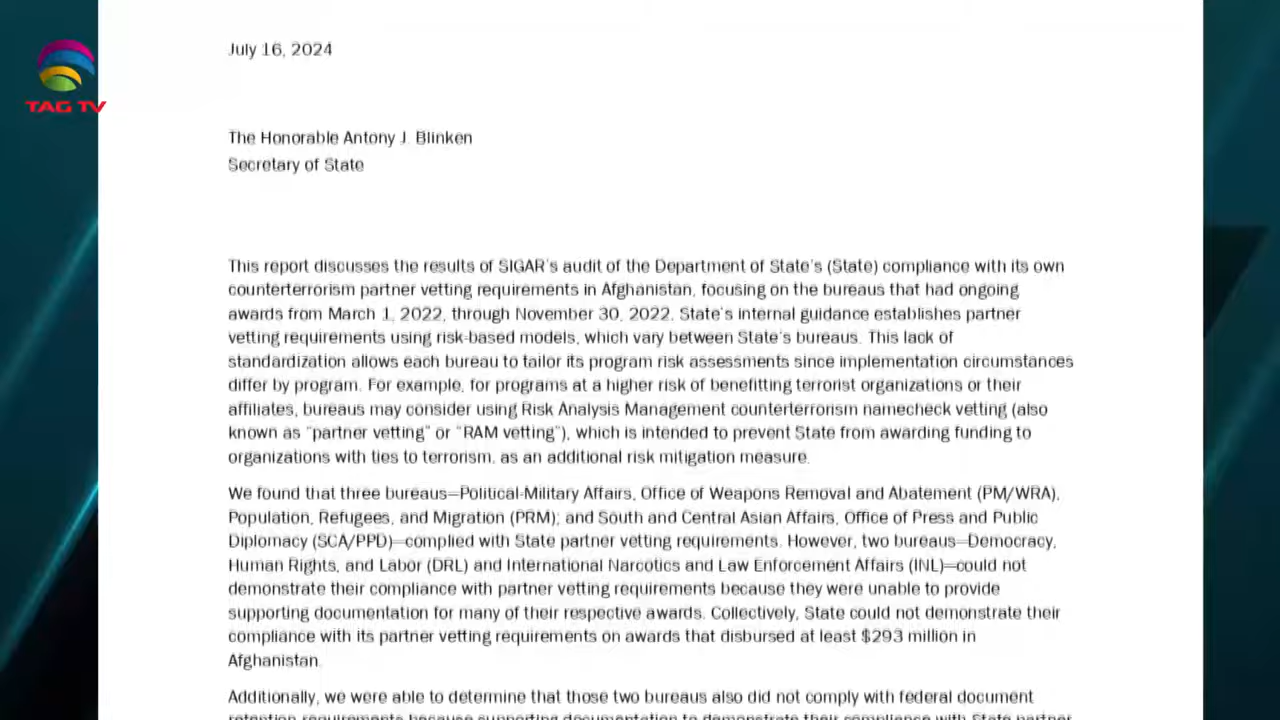 July 16, 2024
TAG TV
The Honorable Antony J. Blinken
Secretary of State
This report discusses the results of SIGAR's audit of the Department of State's (State) compliance with its own
counterterrorism partner vetting requirements in Afghanistan, focusing on the bureaus that had ongoing
awards from March 1, 2022, through November 30, 2022. State's internal guidance establishes partner
vetting requirements using risk-based models, which vary between State's bureaus. This lack of
standardization allows each bureau to tailor its program risk assessments since implementation circumstances
differ by program. For example, for programs at a higher risk of benefitting terrorist organizations or their
affiliates, bureaus may consider using Risk Analysis Management counterterrorism namecheck vetting (also
known as "partner vetting" or "RAM vetting"), which is intended to prevent State from awarding funding to
organizations with ties to terrorism, as an additional risk mitigation measure.
We found that three bureaus—Political-Military Affairs, Office of Weapons Removal and Abatement (PM/WRA),
Population, Refugees, and Migration (PRM); and South and Central Asian Affairs, Office of Press and Public
Diplomacy (SCA/PPD)—complied with State partner vetting requirements. However, two bureaus—Democracy,
Human Rights, and Labor (DRL) and International Narcotics and Law Enforcement Affairs (INL)—could not
demonstrate their compliance with partner vetting requirements because they were unable to provide
supporting documentation for many of their respective awards. Collectively, State could not demonstrate their
compliance with its partner vetting requirements on awards that disbursed at least $293 million in
Afghanistan.
Additionally, we were able to determine that those two bureaus also did not comply with federal document
retention requirements because supporting documentation to demonstrate their compliance with State partner